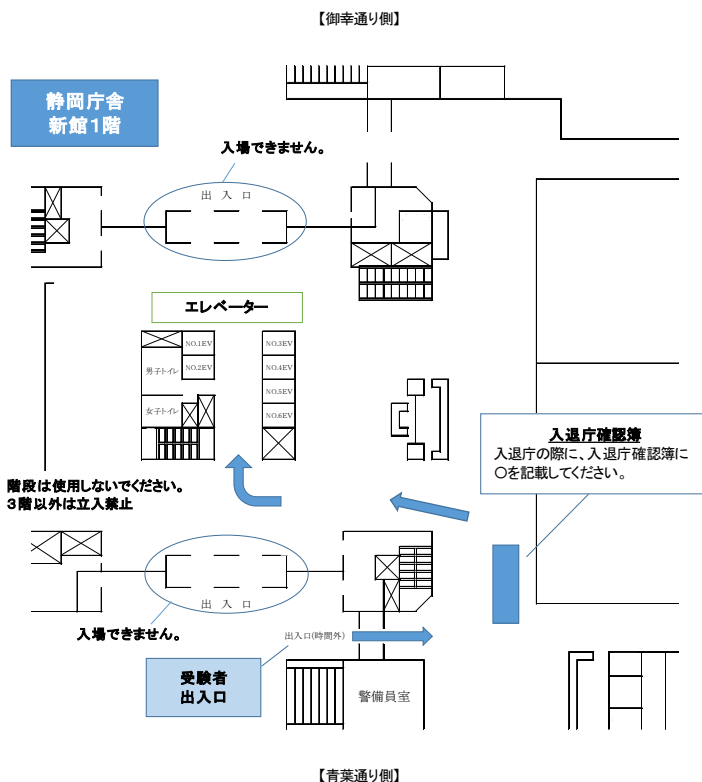 【御幸通り側】
静岡庁舎
新館１階
入場できません。
出 入 口
エレベーター
NO.1EV
NO.3EV
男子トイレ
NO.2EV
NO.4EV
NO.5EV
女子トイレ
NO.6EV
入退庁確認簿
入退庁の際に、入退庁確認簿に
○を記載してください。
階段は使用しないでください。
３階以外は立入禁止
出 入 口
入場できません。
出入口(時間外)
受験者
出入口
警備員室
【青葉通り側】